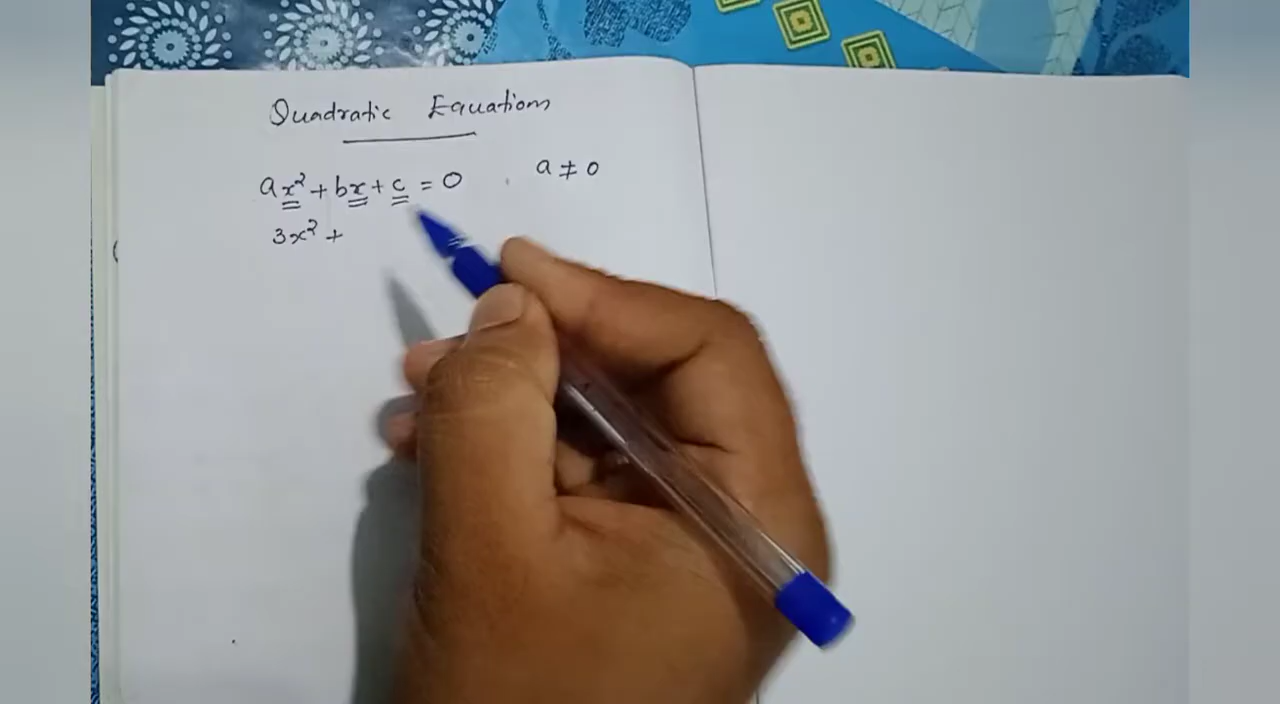 Quadratic Equations
ax² + bx + c = 0 a ≠ 0
3x² +